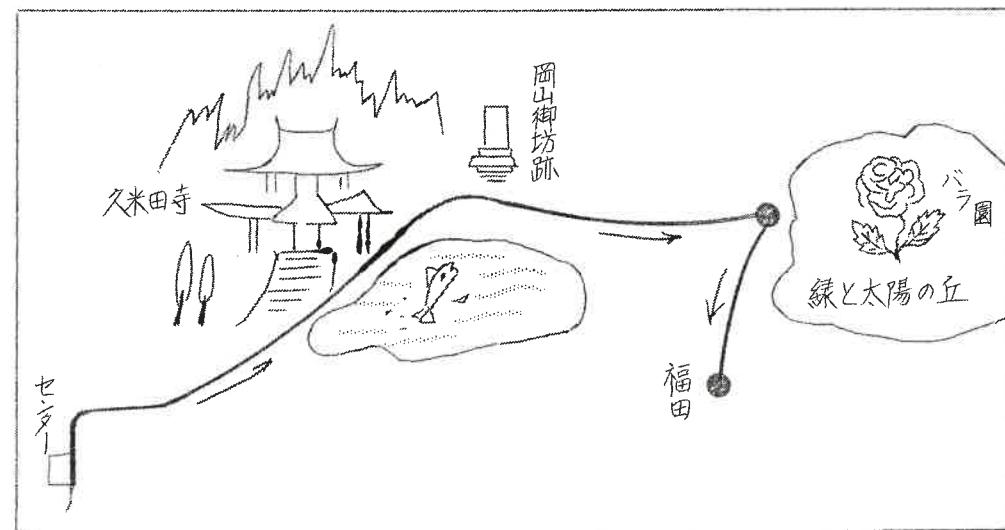 岡山御坊跡
久米田寺
バラ園
緑と太陽の丘
福田
センター